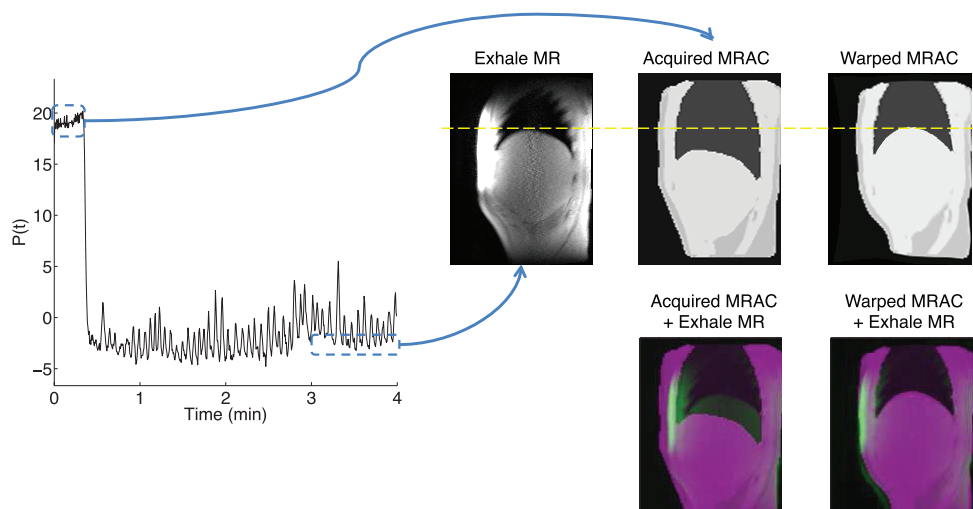 Exhale MR
Acquired MRAC
Warped MRAC
20
15
10
5
0
−5
P(t)
0
1
2
3
4
Time (min)
Acquired MRAC
+ Exhale MR
Warped MRAC
+ Exhale MR